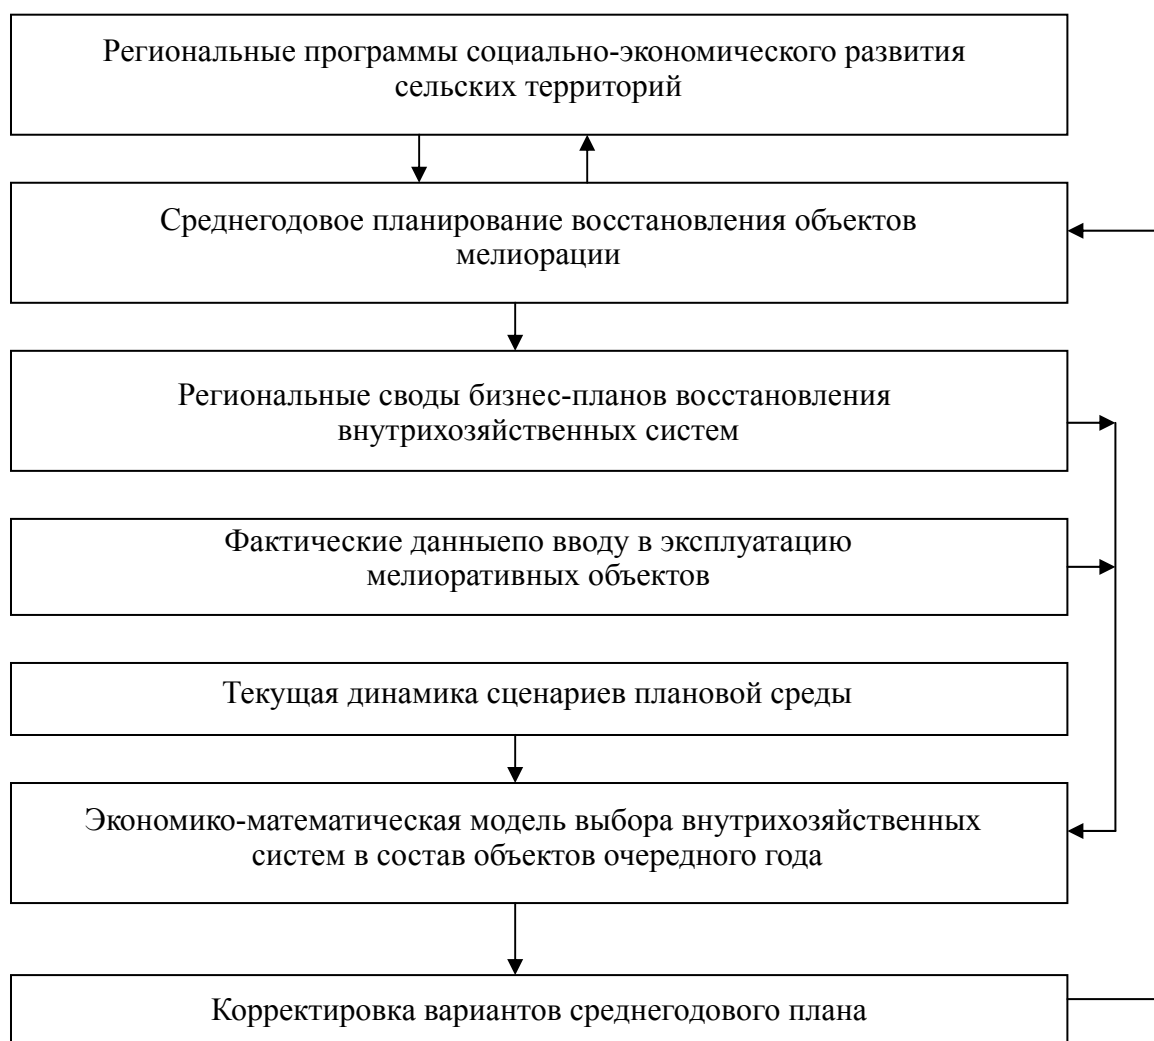 Региональные программы социально-экономического развития
сельских территорий
Среднегодовое планирование восстановления объектов
мелиорации
Региональные своды бизнес-планов восстановления
внутрихозяйственных систем
Фактические данныепо вводу в эксплуатацию
мелиоративных объектов
Текущая динамика сценариев плановой среды
Экономико-математическая модель выбора внутрихозяйственных
систем в состав объектов очередного года
Корректировка вариантов среднегодового плана